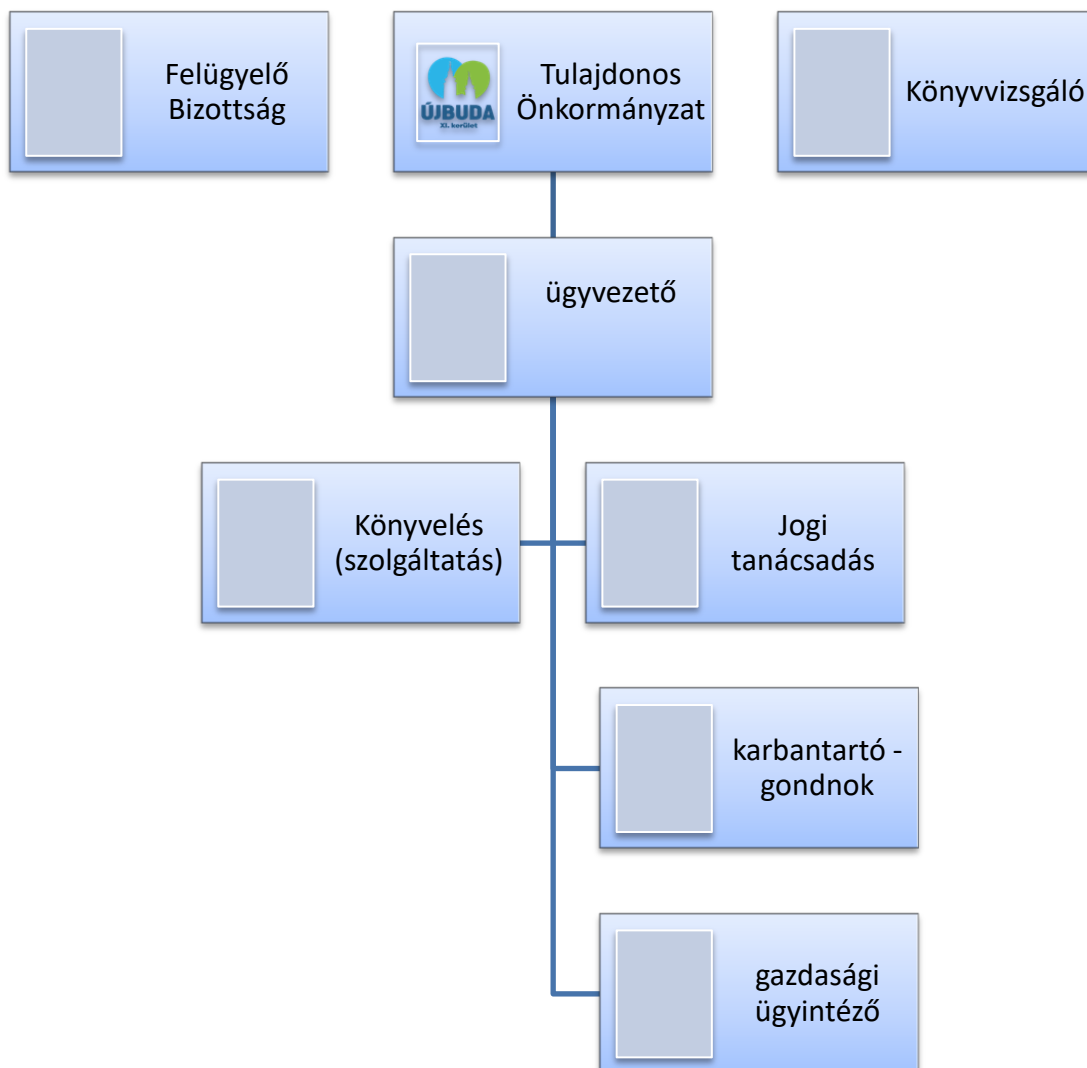 Felügyelő
Bizottság
ÚJBUDA
XI. kerület
Tulajdonos
Önkormányzat
Könyvvizsgáló
ügyvezető
Könyvelés
(szolgáltatás)
Jogi
tanácsadás
karbantartó -
gondnok
gazdasági
ügyintéző